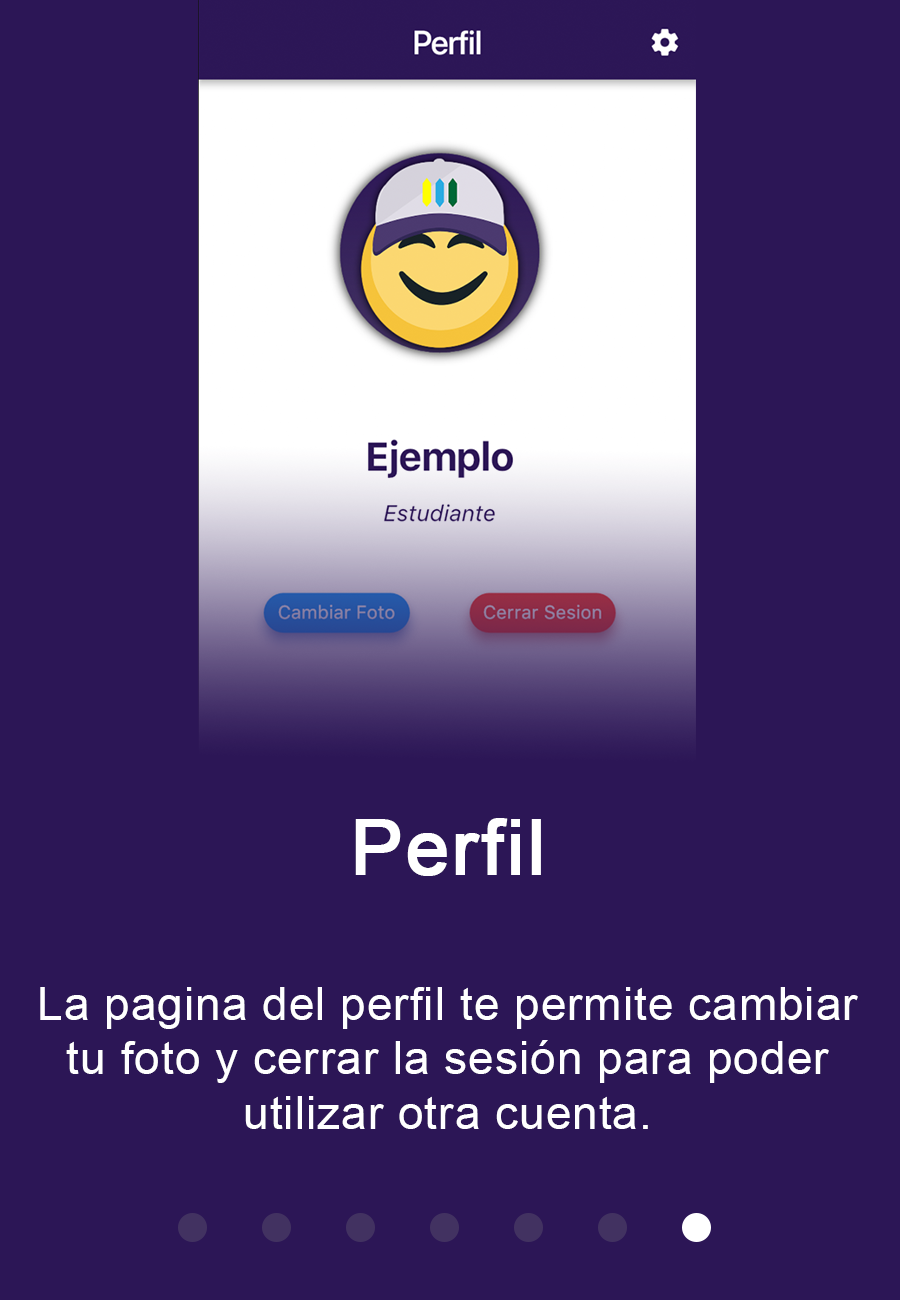 Perfil
Ejemplo
Estudiante
Cambiar Foto
Cerrar Sesion
Perfil
La pagina del perfil te permite cambiar
tu foto y cerrar la sesión para poder
utilizar otra cuenta.